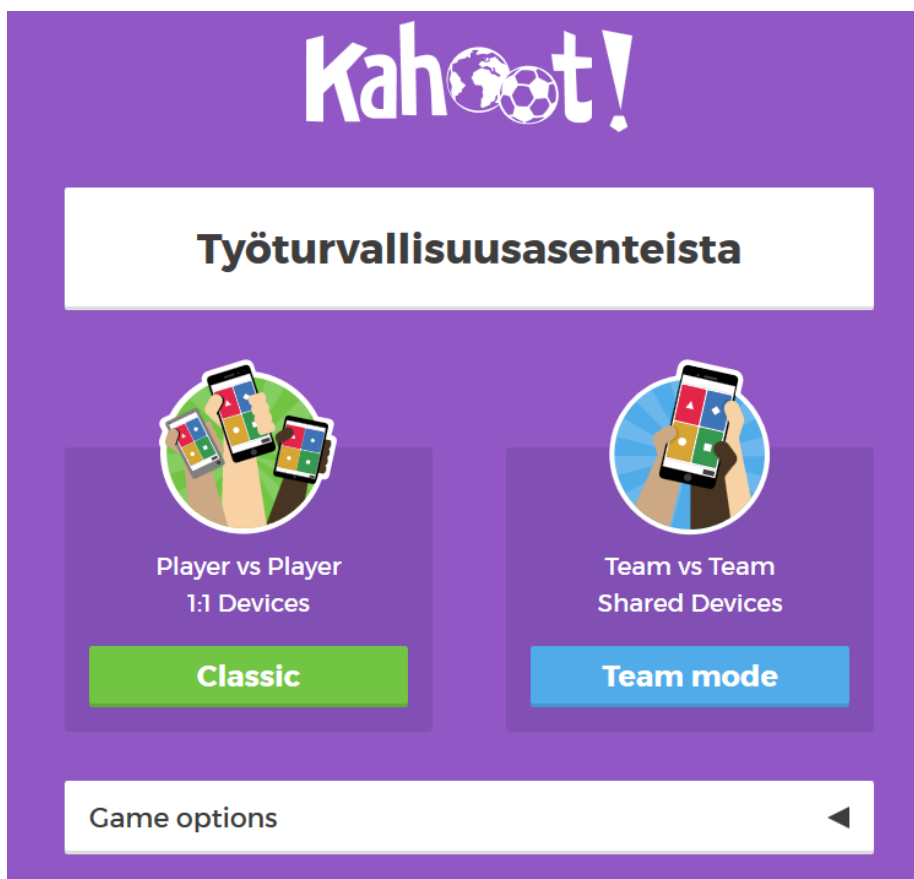 Kahoot!
Työturvallisuusasenteista
Player vs Player
1:1 Devices
Classic
Team vs Team
Shared Devices
Team mode
Game options